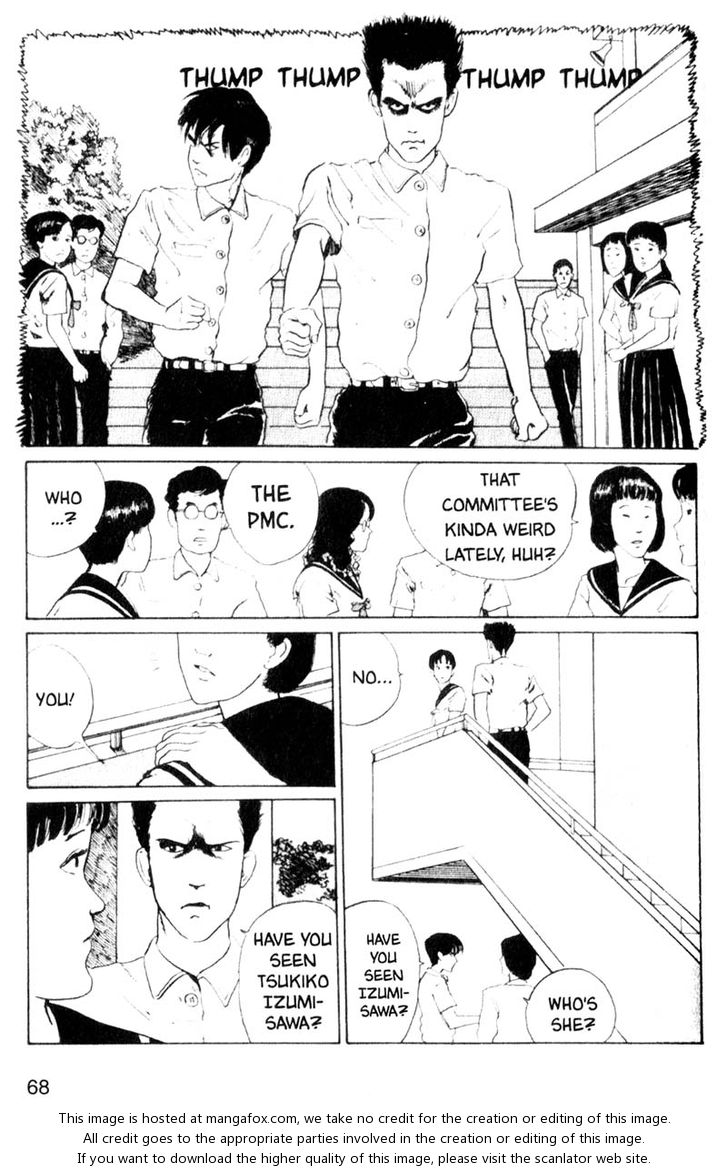 THUMP THUMP THUMP THUMP
WHO
...?
THE
PMC.
THAT
COMMITTEE'S
KINDA WEIRD
LATELY, HUH?
YOU!
NO...
HAVE YOU
SEEN
TSUKIKO
IZUMI-
SAWA?
HAVE
YOU
SEEN
IZUMI-
SAWA?
WHO'S
SHE?
68
This image is hosted at mangafox.com, we take no credit for the creation or editing of this image.
All credit goes to the appropriate parties involved in the creation or editing of this image.
If you want to download the higher quality of this image, please visit the scanlator web site.